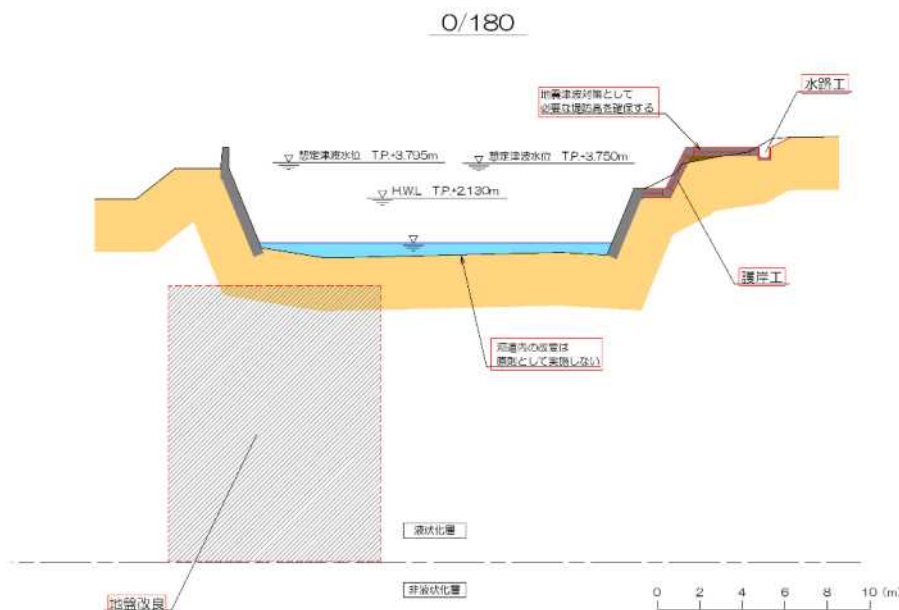 0/180
水路工
地震津波対策として
必要な堤防高を確保する
想定津波水位 T.P.+3.795m
想定津波水位 T.P.+3.750m
H.W.L T.P.+2.130m
護岸工
河道内の改変は
原則として実施しない
液状化層
非液状化層
地盤改良
0 2 4 6 8 10 (m)